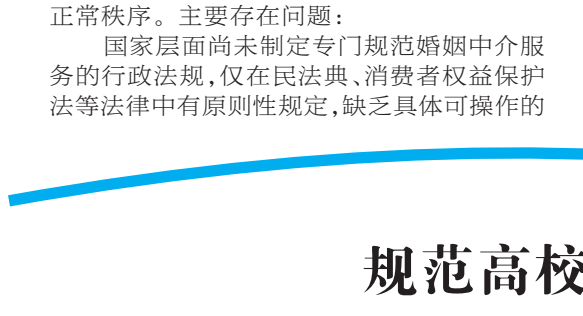 正常秩序。主要存在问题：
国家层面尚未制定专门规范婚姻中介服
务的行政法规，仅在民法典、消费者权益保护
法等法律中有原则性规定，缺乏具体可操作的
规范高校